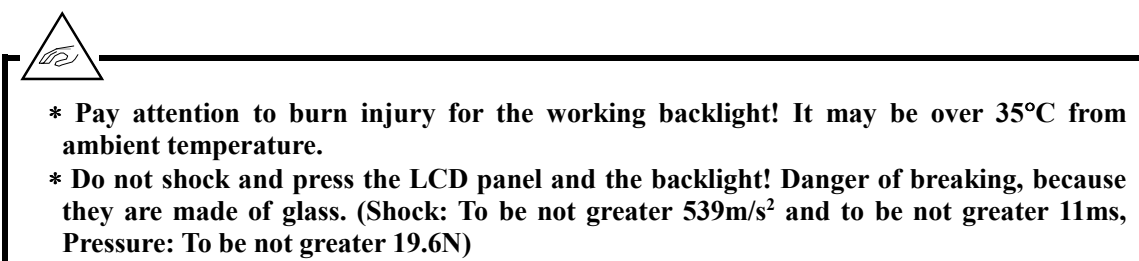 * Pay attention to burn injury for the working backlight! It may be over 35°C from
ambient temperature.
* Do not shock and press the LCD panel and the backlight! Danger of breaking, because
they are made of glass. (Shock: To be not greater 539m/s² and to be not greater 11ms,
Pressure: To be not greater 19.6N)